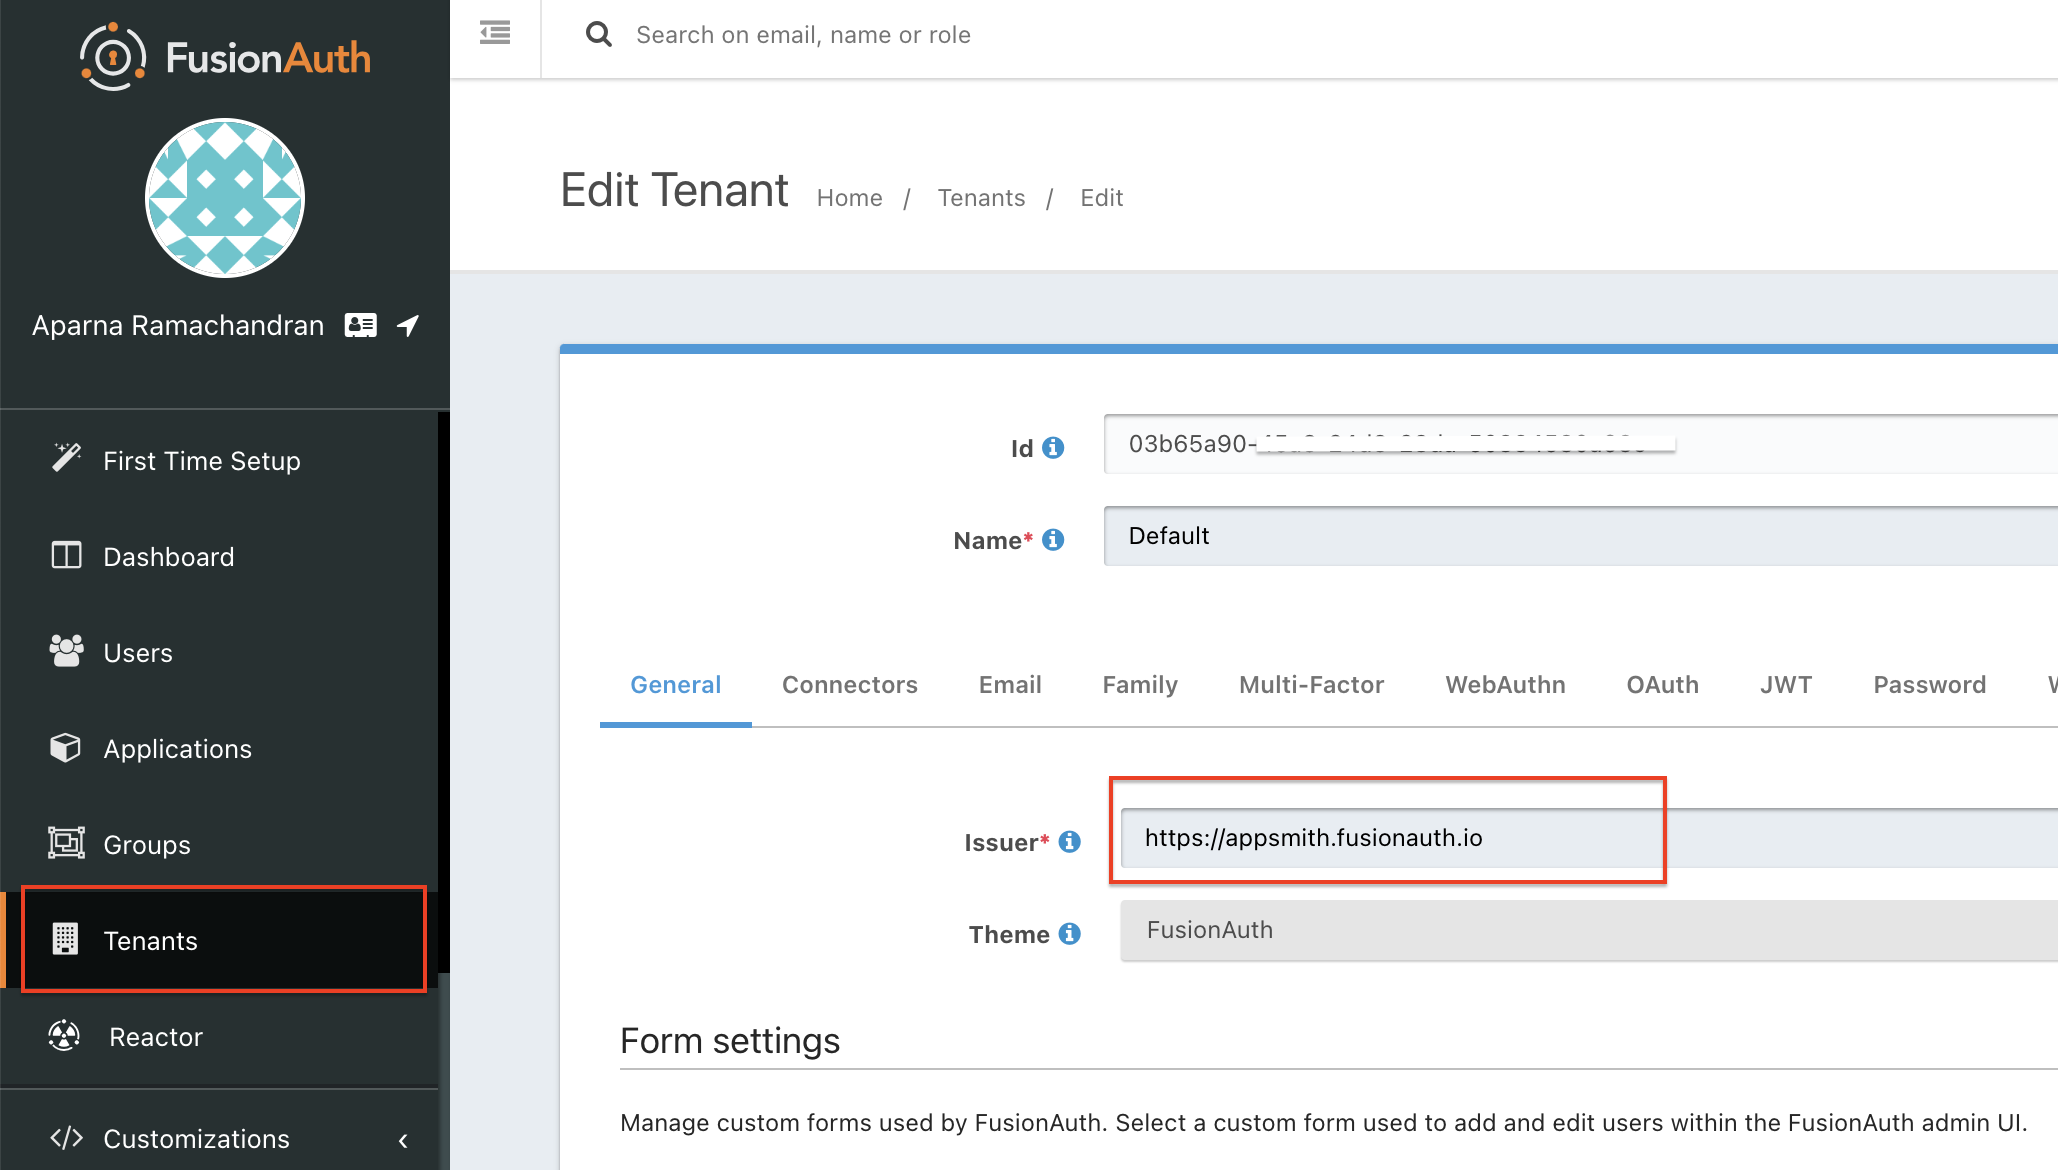 FusionAuth
Search on email, name or role
Edit Tenant Home / Tenants / Edit
Aparna Ramachandran
First Time Setup
Dashboard
Users
Applications
Groups
Tenants
Reactor
Customizations
Id 03b65a90-
Name* Default
General Connectors Email Family Multi-Factor WebAuthn OAuth JWT Password
Issuer* https://appsmith.fusionauth.io
Theme FusionAuth
Form settings
Manage custom forms used by FusionAuth. Select a custom form used to add and edit users within the FusionAuth admin UI.